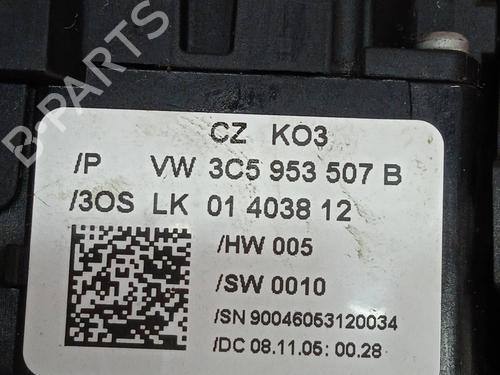 CZ KO3
/P VW 3C5 953 507 B
/3OS LK 01 4038 12
/HW 005
/SW 0010
/SN 90046053120034
/DC 08.11.05: 00.28
B-PARTS